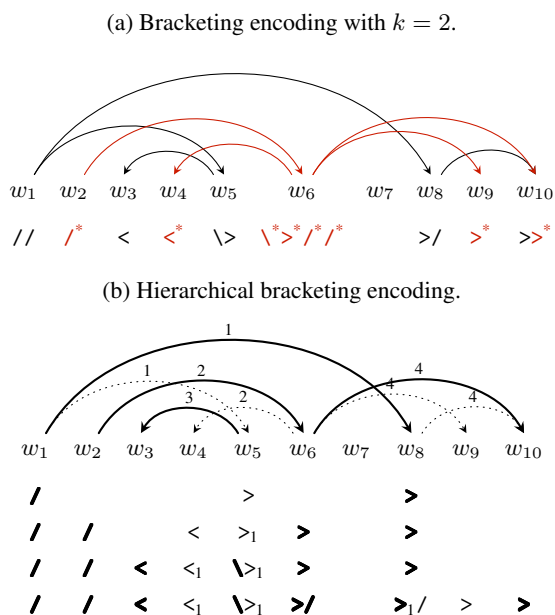 (a) Bracketing encoding with k = 2.
w1 w2 w3 w4 w5 w6 w7 w8 w9 w10
// /* < <* \> \*>*/*/* >/ >* >>*
(b) Hierarchical bracketing encoding.
1
1 2 3 2 4 4 4
w1 w2 w3 w4 w5 w6 w7 w8 w9 w10
/ > >
/ / < >1 > >
/ / < <1 \>1 > >
/ / < <1 \>1 >/ >1/ > >